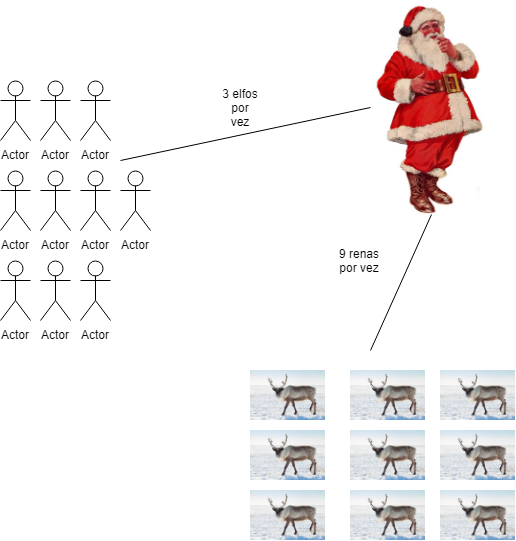 3 elfos
por
vez
Actor Actor Actor
Actor Actor Actor Actor
9 renas
por vez
Actor Actor Actor